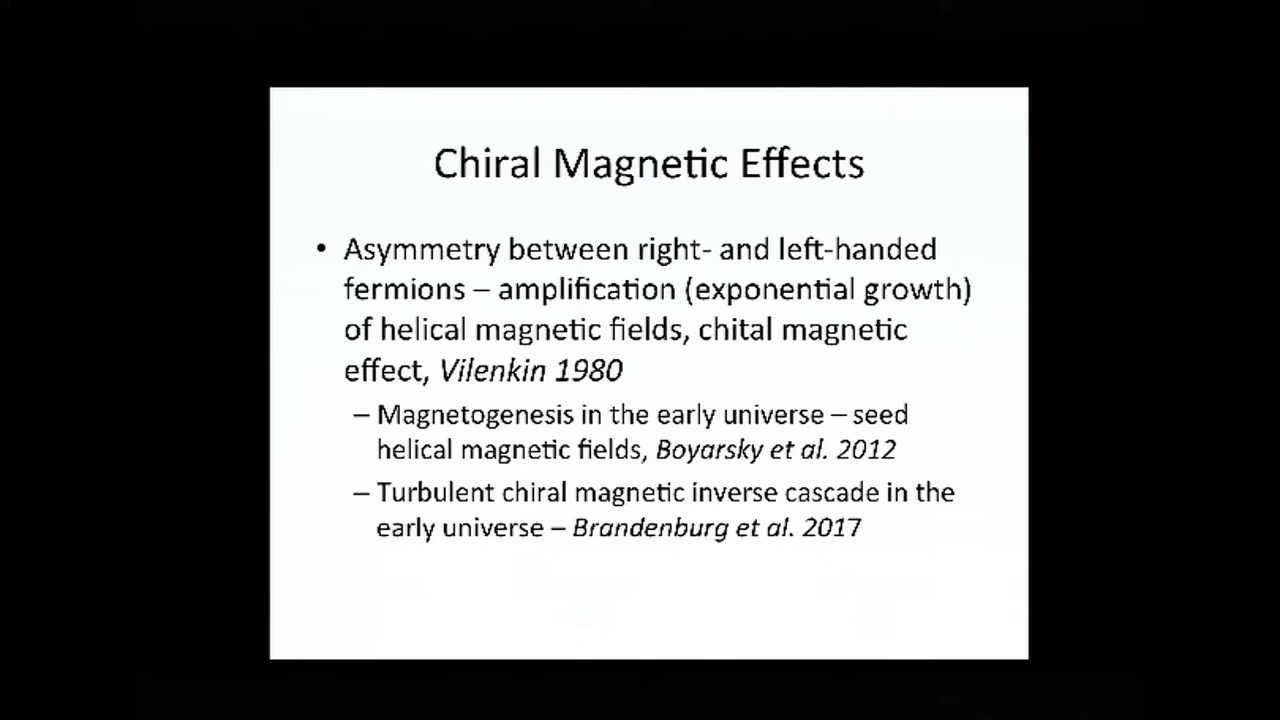 Chiral Magnetic Effects
• Asymmetry between right- and left-handed
fermions – amplification (exponential growth)
of helical magnetic fields, chital magnetic
effect, Vilenkin 1980
– Magnetogenesis in the early universe – seed
helical magnetic fields, Boyarsky et al. 2012
– Turbulent chiral magnetic inverse cascade in the
early universe – Brandenburg et al. 2017